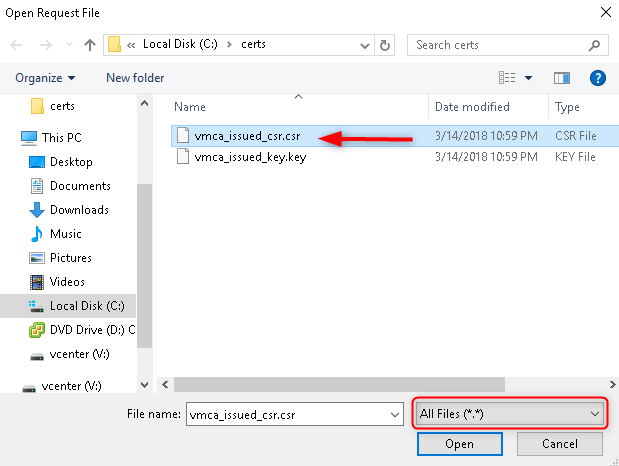 Open Request File
« Local Disk (C:) > certs
Search certs
Organize
New folder
certs
This PC
Desktop
Documents
Downloads
Music
Pictures
Videos
Local Disk (C:)
DVD Drive (D:) C
vcenter (V:)
vcenter (V:)
Name Date modified Type
vmca_issued_csr.csr 3/14/2018 10:59 PM CSR File
vmca_issued_key.key 3/14/2018 10:59 PM KEY File
File name: vmca_issued_csr.csr
All Files (*.*)
Open Cancel